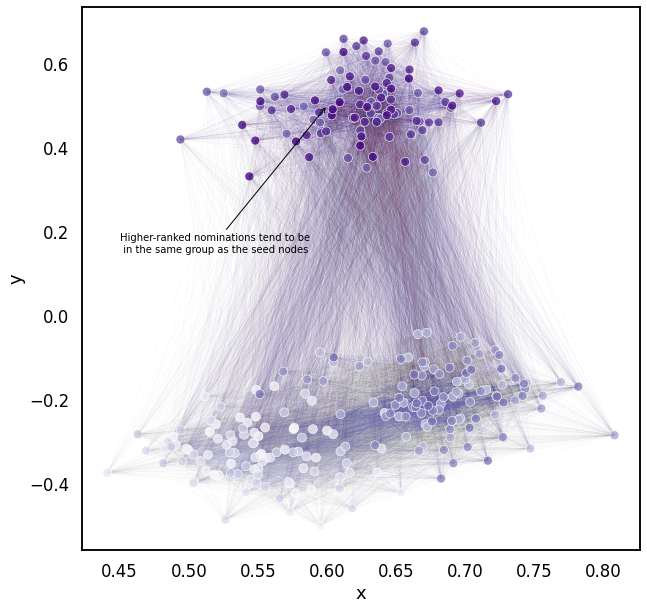 0.6
0.4
0.2
0.0
−0.2
−0.4
y
Higher-ranked nominations tend to be
in the same group as the seed nodes
0.45 0.50 0.55 0.60 0.65 0.70 0.75 0.80
x